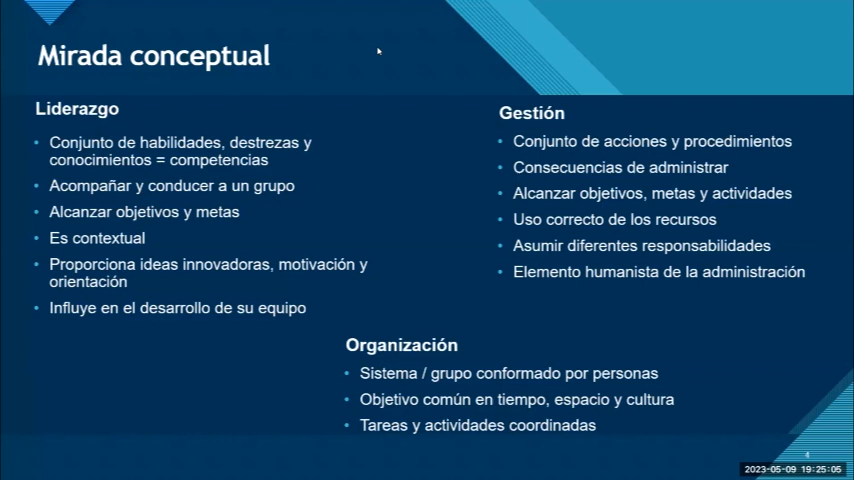 Mirada conceptual
Liderazgo
• Conjunto de habilidades, destrezas y
conocimientos = competencias
• Acompañar y conducer a un grupo
• Alcanzar objetivos y metas
• Es contextual
• Proporciona ideas innovadoras, motivación y
orientación
• Influye en el desarrollo de su equipo
Gestión
• Conjunto de acciones y procedimientos
• Consecuencias de administrar
• Alcanzar objetivos, metas y actividades
• Uso correcto de los recursos
• Asumir diferentes responsabilidades
• Elemento humanista de la administración
Organización
• Sistema / grupo conformado por personas
• Objetivo común en tiempo, espacio y cultura
• Tareas y actividades coordinadas
4
2023-05-09 19:25:05